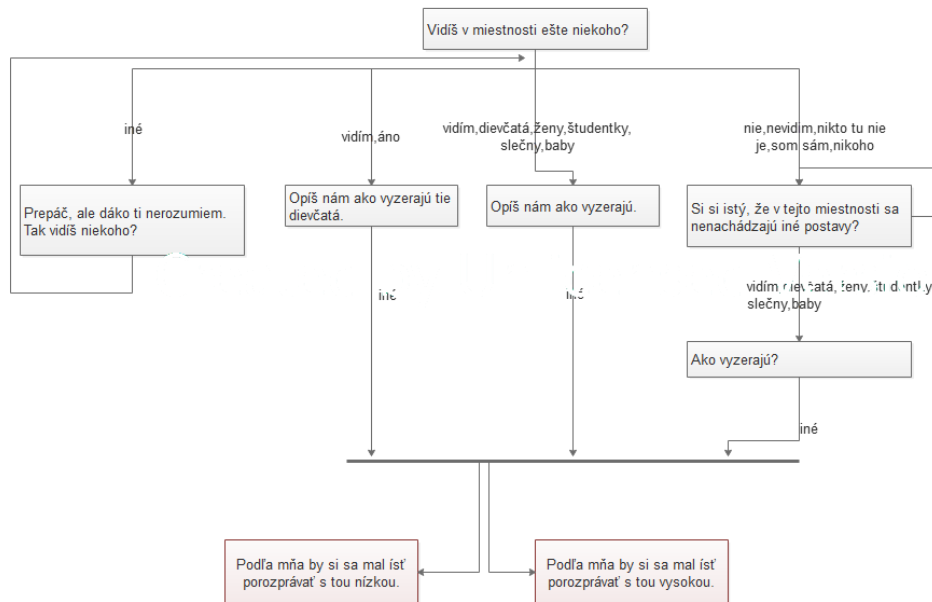 Vidíš v miestnosti ešte niekoho?
iné
vidím,áno
vidím,dievčatá,ženy,študentky,
slečny,baby
nie,nevidím,nikto tu nie
je,som sám,nikoho
Prepáč, ale dáko ti nerozumiem.
Tak vidíš niekoho?
Opíš nám ako vyzerajú tie
dievčatá.
Opíš nám ako vyzerajú.
Si si istý, že v tejto miestnosti sa
nenachádzajú iné postavy?
iné
iné
vidím,dievčatá,ženy,študentky,
slečny,baby
Ako vyzerajú?
iné
Podľa mňa by si sa mal ísť
porozprávať s tou nízkou.
Podľa mňa by si sa mal ísť
porozprávať s tou vysokou.